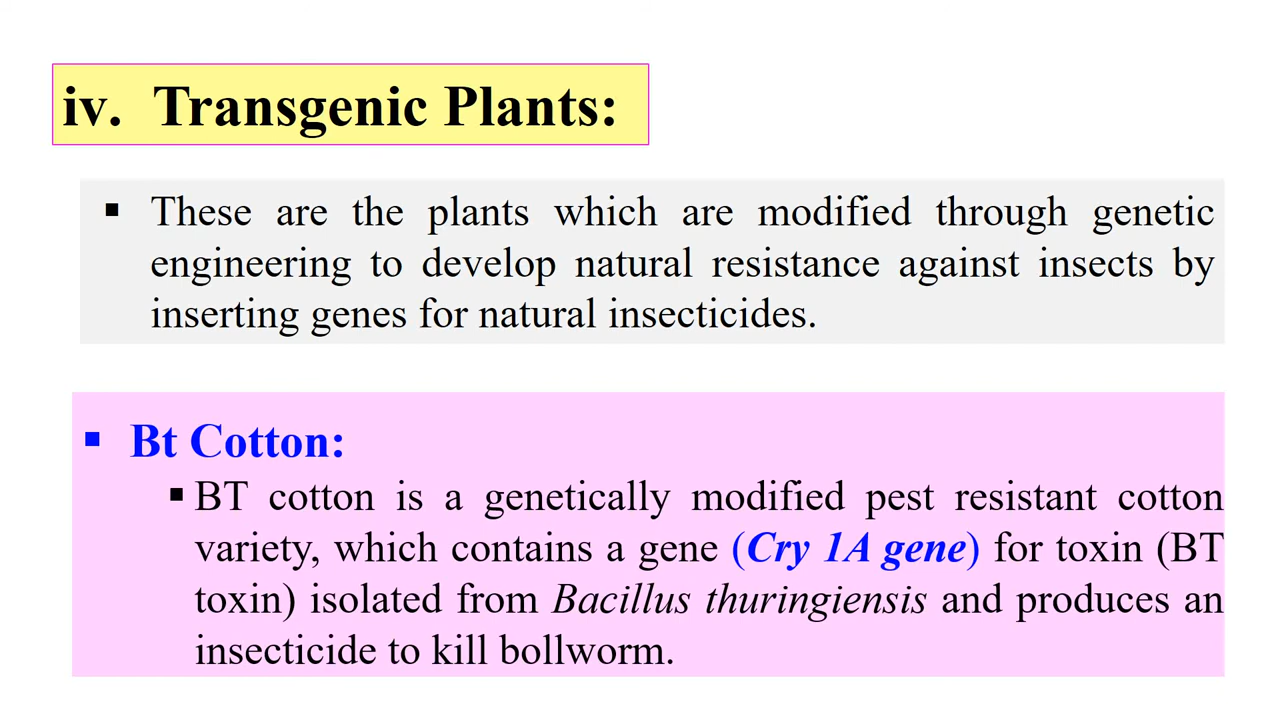 iv. Transgenic Plants:
▪ These are the plants which are modified through genetic
engineering to develop natural resistance against insects by
inserting genes for natural insecticides.
▪ Bt Cotton:
▪ BT cotton is a genetically modified pest resistant cotton
variety, which contains a gene (Cry 1A gene) for toxin (BT
toxin) isolated from Bacillus thuringiensis and produces an
insecticide to kill bollworm.